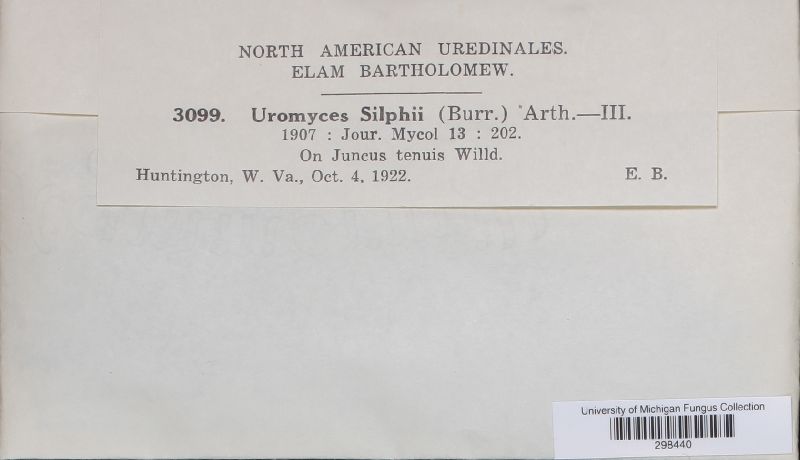 NORTH AMERICAN UREDINALES.
ELAM BARTHOLOMEW.
3099. Uromyces Silphii (Burr.) Arth.—III.
1907 : Jour. Mycol 13 : 202.
On Juncus tenuis Willd.
Huntington, W. Va., Oct. 4, 1922. E. B.
University of Michigan Fungus Collection
298440